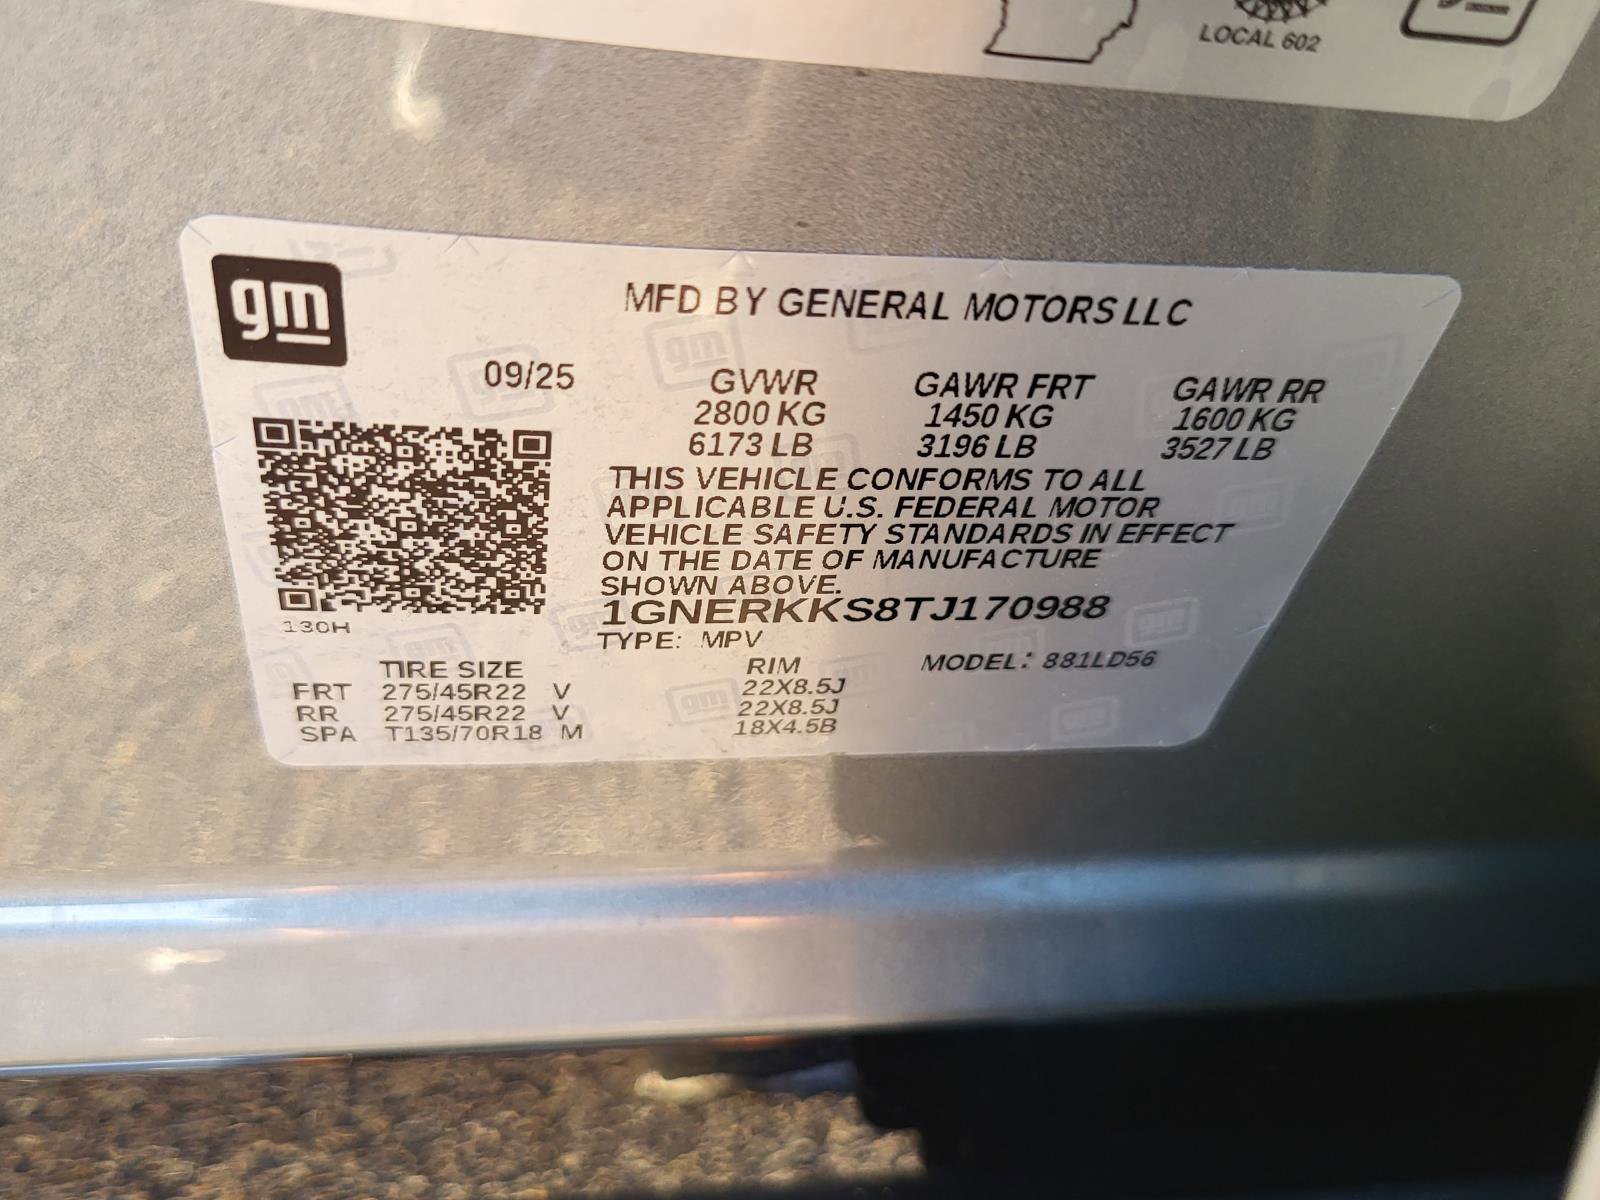 LOCAL 602
gm
MFD BY GENERAL MOTORS LLC
09/25
GVWR GAWR FRT GAWR RR
2800 KG 1450 KG 1600 KG
6173 LB 3196 LB 3527 LB
THIS VEHICLE CONFORMS TO ALL
APPLICABLE U.S. FEDERAL MOTOR
VEHICLE SAFETY STANDARDS IN EFFECT
ON THE DATE OF MANUFACTURE
SHOWN ABOVE.
1GNERKKS8TJ170988
130H
TYPE: MPV
TIRE SIZE RIM MODEL: 881LD56
FRT 275/45R22 V 22X8.5J
RR 275/45R22 V 22X8.5J
SPA T135/70R18 M 18X4.5B